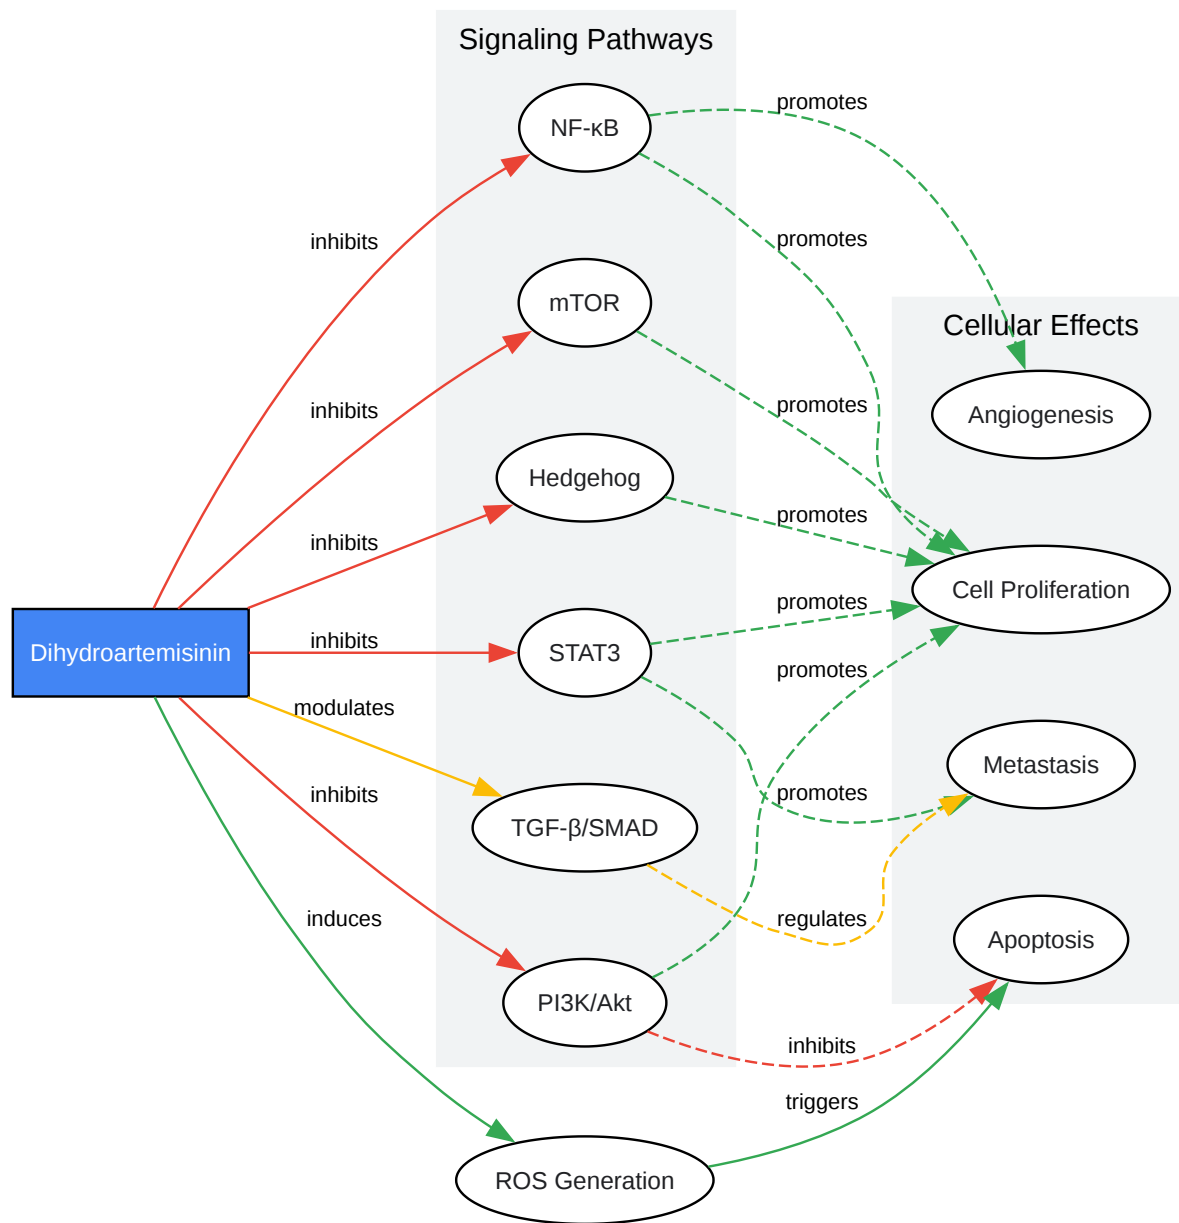 Signaling Pathways
NF-κB
promotes
inhibits
promotes
mTOR
Cellular Effects
inhibits
promotes
Angiogenesis
Hedgehog
promotes
inhibits
Cell Proliferation
promotes
Dihydroartemisinin
inhibits
STAT3
promotes
modulates
Metastasis
inhibits
promotes
TGF-β/SMAD
induces
regulates
Apoptosis
PI3K/Akt
inhibits
triggers
ROS Generation